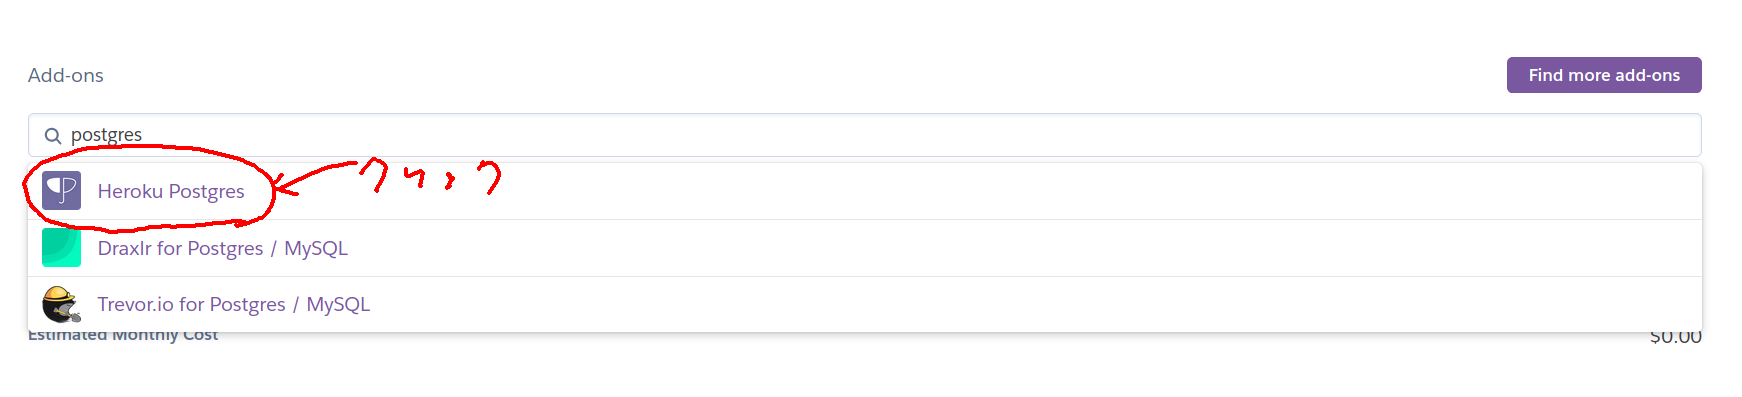 Add-ons
Find more add-ons
postgres
Heroku Postgres
クリック
Draxlr for Postgres / MySQL
Trevor.io for Postgres / MySQL
Estimated Monthly Cost
$0.00